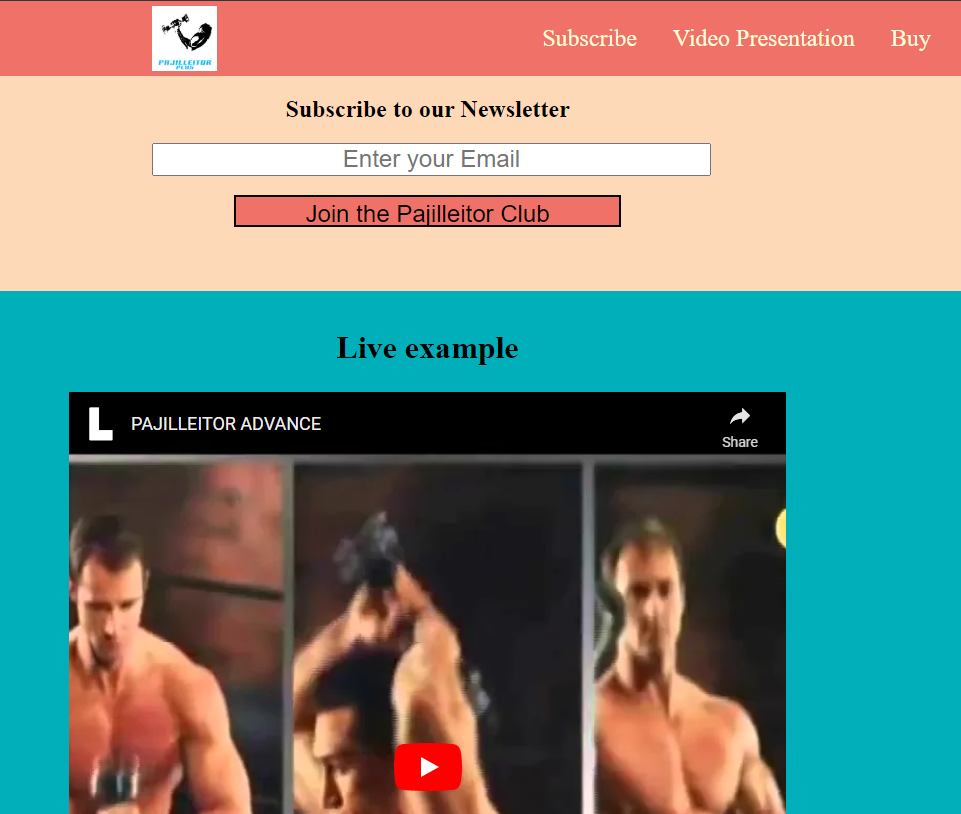 PAJILLEITOR
PLUS
Subscribe
Video Presentation
Buy
Subscribe to our Newsletter
Enter your Email
Join the Pajilleitor Club
Live example
L
PAJILLEITOR ADVANCE
Share